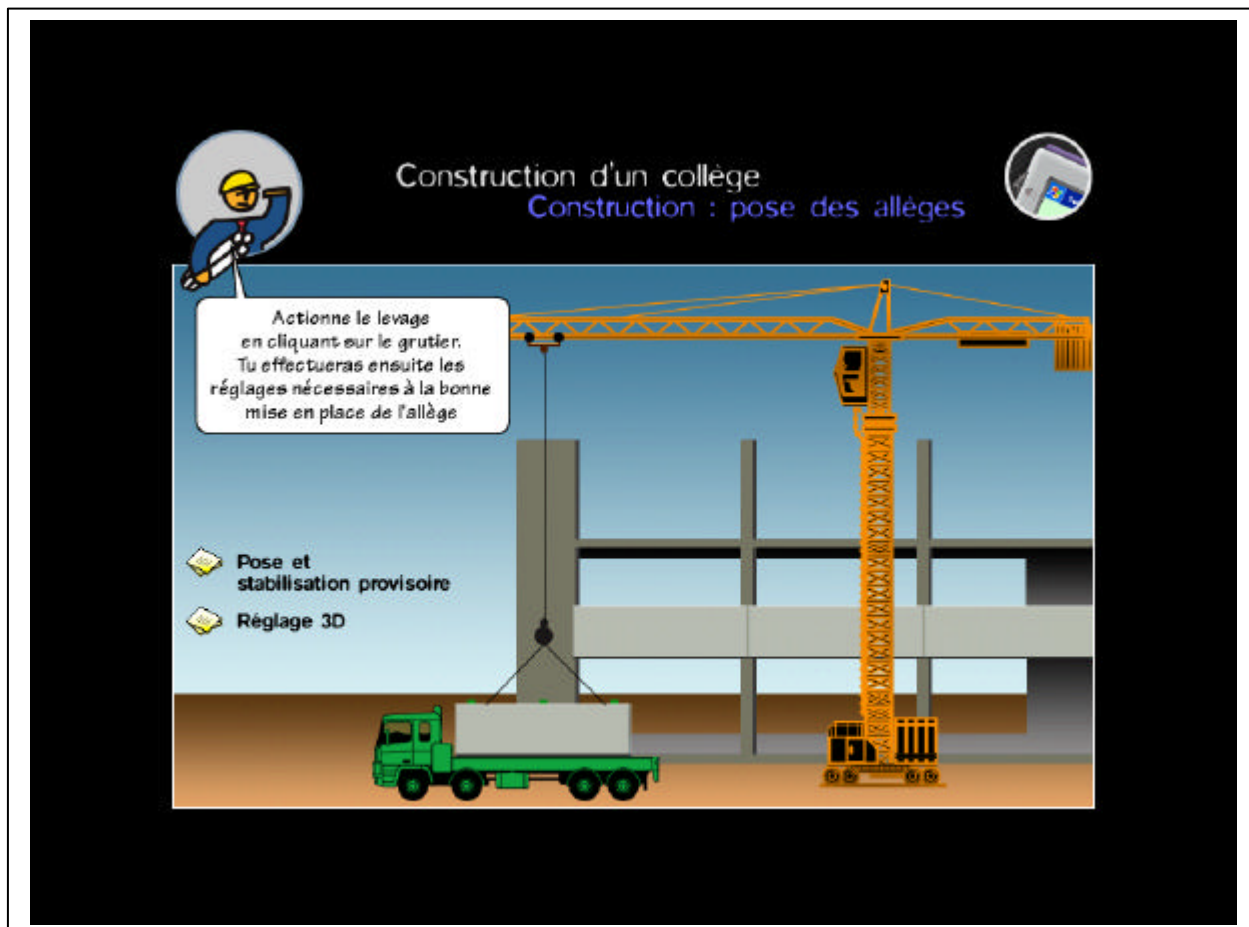 Construction d'un collège
Construction : pose des allèges
Actionne le levage
en cliquant sur le grutier.
Tu effectueras ensuite les
réglages nécessaires à la bonne
mise en place de l'allège
Pose et
stabilisation provisoire
Réglage 3D